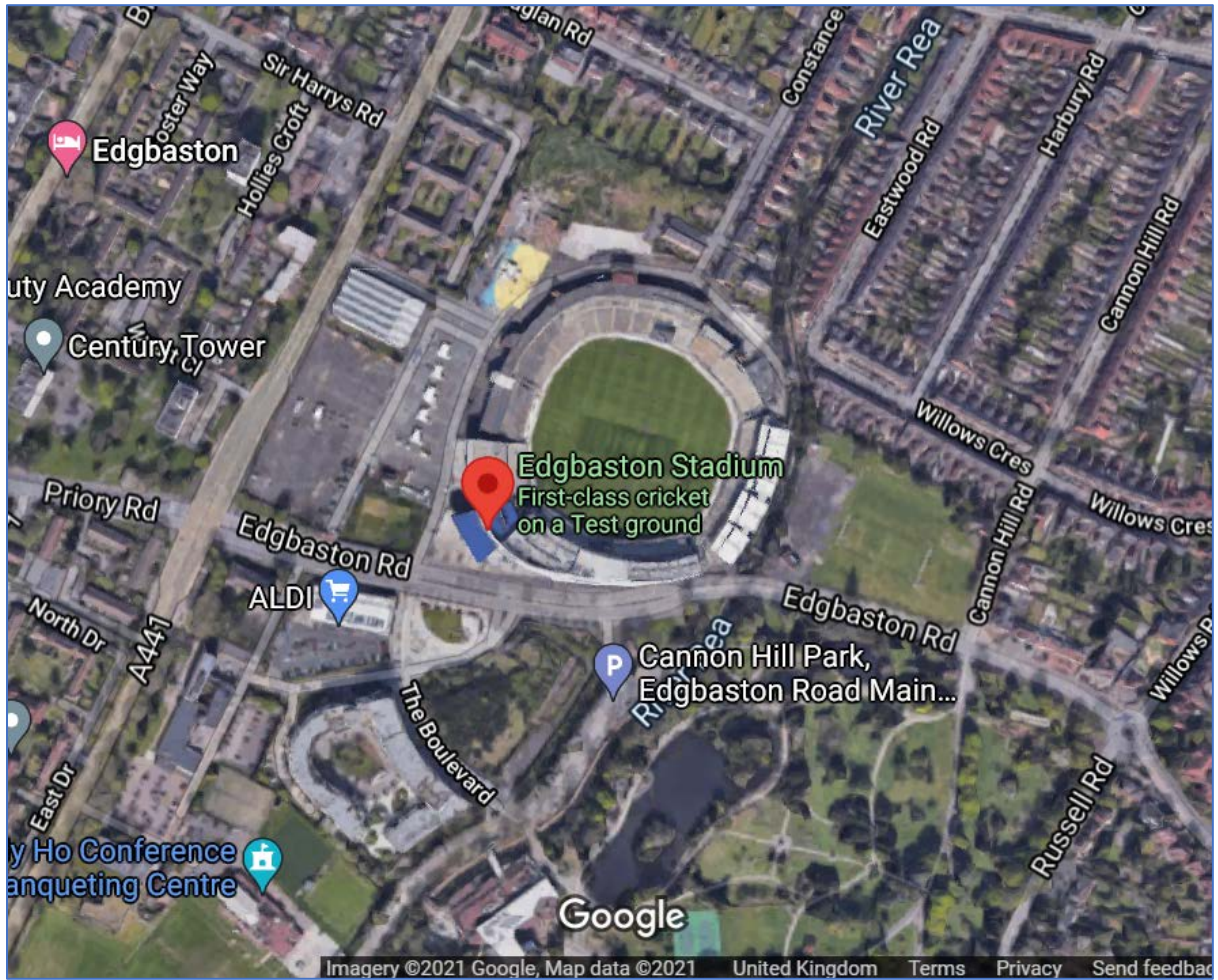 Sir Harrys Rd
Hollies Croft
Constance
River Rea
Eastwood Rd
Harbury Rd
Cannon Hill Rd
Edgbaston
uty Academy
Century Tower
Priory Rd
Edgbaston Rd
Edgbaston Stadium
First-class cricket
on a Test ground
Willows Cres
Willows Cres
Cannon Hill Rd
ALDI
Edgbaston Rd
North Dr
A441
P
Cannon Hill Park,
Edgbaston Road Main...
The Boulevard
East Dr
Russell Rd
y Ho Conference
anqueting Centre
Google
Imagery ©2021 Google, Map data ©2021 United Kingdom Terms Privacy Send feedbac